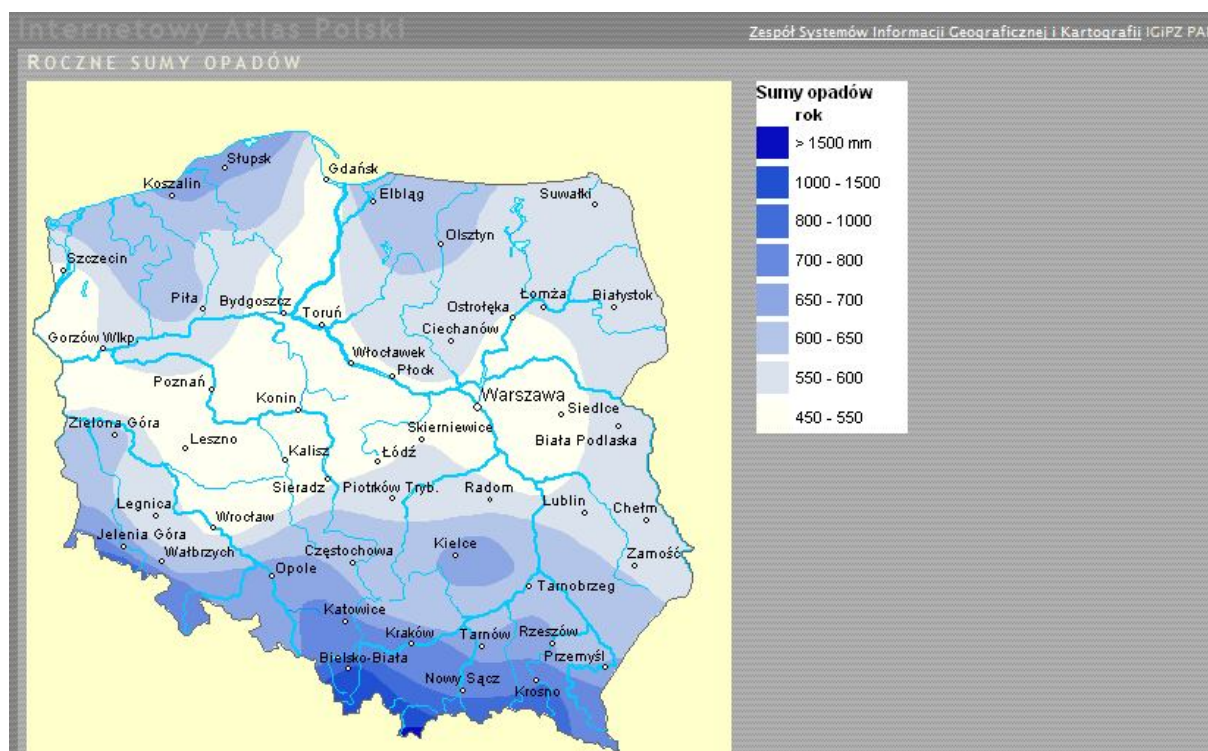 Internetowy Atlas Polski
Zespół Systemów Informacji Geograficznej i Kartografii IGiPZ PAN
ROCZNE SUMY OPADÓW
Sumy opadów
rok
> 1500 mm
1000 - 1500
800 - 1000
700 - 800
650 - 700
600 - 650
550 - 600
450 - 550
Słupsk
Gdańsk
Koszalin
Elbląg
Suwałki
Olsztyn
Szczecin
Piła
Bydgoszcz
Toruń
Ostrołęka
Łomża
Białystok
Ciechanów
Gorzów Wlkp.
Włocławek
Płock
Poznań
Konin
Warszawa
Siedlce
Zielona Góra
Leszno
Skierniewice
Biała Podlaska
Kalisz
Łódź
Sieradz
Piotrków Tryb.
Radom
Legnica
Wrocław
Lublin
Chełm
Jelenia Góra
Wałbrzych
Częstochowa
Kielce
Zamość
Opole
Tarnobrzeg
Katowice
Kraków
Tarnów
Rzeszów
Bielsko-Biała
Przemyśl
Nowy Sącz
Krosno